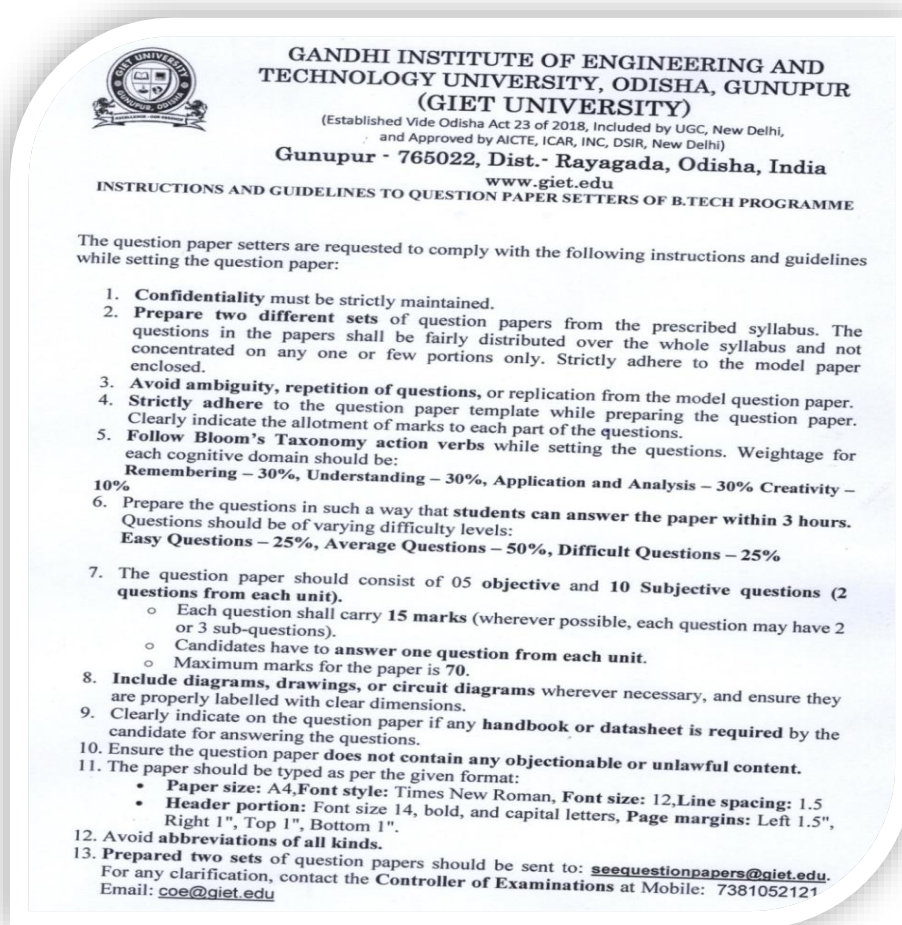 GIET UNIVERSITY
GUNUPUR, ODISHA
GANDHI INSTITUTE OF ENGINEERING AND
TECHNOLOGY UNIVERSITY, ODISHA, GUNUPUR
(GIET UNIVERSITY)
(Established Vide Odisha Act 23 of 2018, Included by UGC, New Delhi,
and Approved by AICTE, ICAR, INC, DSIR, New Delhi)
Gunupur - 765022, Dist.- Rayagada, Odisha, India
www.giet.edu
INSTRUCTIONS AND GUIDELINES TO QUESTION PAPER SETTERS OF B.TECH PROGRAMME
The question paper setters are requested to comply with the following instructions and guidelines
while setting the question paper:
1. Confidentiality must be strictly maintained.
2. Prepare two different sets of question papers from the prescribed syllabus. The
questions in the papers shall be fairly distributed over the whole syllabus and not
concentrated on any one or few portions only. Strictly adhere to the model paper
enclosed.
3. Avoid ambiguity, repetition of questions, or replication from the model question paper.
4. Strictly adhere to the question paper template while preparing the question paper.
Clearly indicate the allotment of marks to each part of the questions.
5. Follow Bloom's Taxonomy action verbs while setting the questions. Weightage for
each cognitive domain should be:
Remembering – 30%, Understanding – 30%, Application and Analysis – 30% Creativity –
10%
6. Prepare the questions in such a way that students can answer the paper within 3 hours.
Questions should be of varying difficulty levels:
Easy Questions – 25%, Average Questions – 50%, Difficult Questions – 25%
7. The question paper should consist of 05 objective and 10 Subjective questions (2
questions from each unit).
o Each question shall carry 15 marks (wherever possible, each question may have 2
or 3 sub-questions).
o Candidates have to answer one question from each unit.
o Maximum marks for the paper is 70.
8. Include diagrams, drawings, or circuit diagrams wherever necessary, and ensure they
are properly labelled with clear dimensions.
9. Clearly indicate on the question paper if any handbook or datasheet is required by the
candidate for answering the questions.
10. Ensure the question paper does not contain any objectionable or unlawful content.
11. The paper should be typed as per the given format:
• Paper size: A4,Font style: Times New Roman, Font size: 12,Line spacing: 1.5
• Header portion: Font size 14, bold, and capital letters, Page margins: Left 1.5",
Right 1", Top 1", Bottom 1".
12. Avoid abbreviations of all kinds.
13. Prepared two sets of question papers should be sent to: seequestionpapers@giet.edu.
For any clarification, contact the Controller of Examinations at Mobile: 7381052121
Email: coe@giet.edu